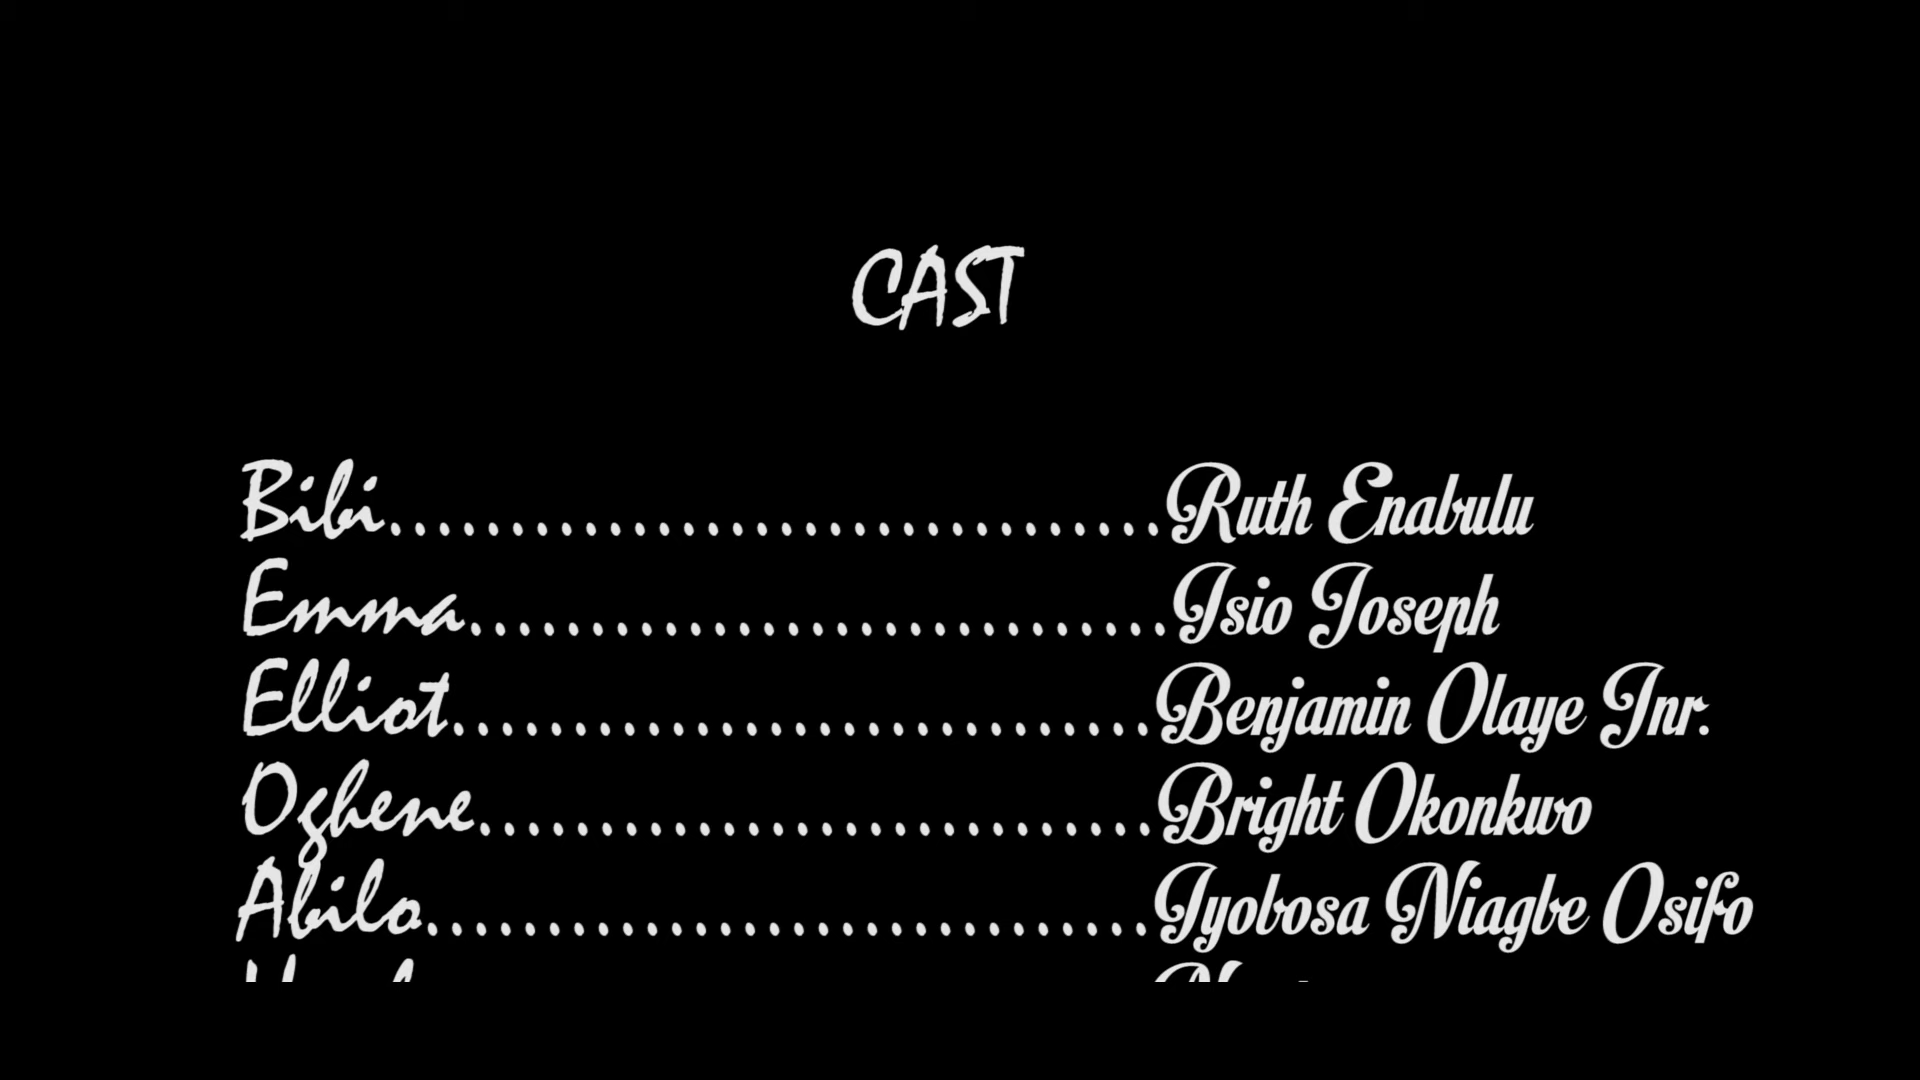 CAST
Bibi................................Ruth Enabulu
Emma.............................Isio Joseph
Elliot.............................Benjamin Olaye Jnr.
Oghene............................Bright Okonkwo
Abilo..............................Iyobosa Niagbe Osifo